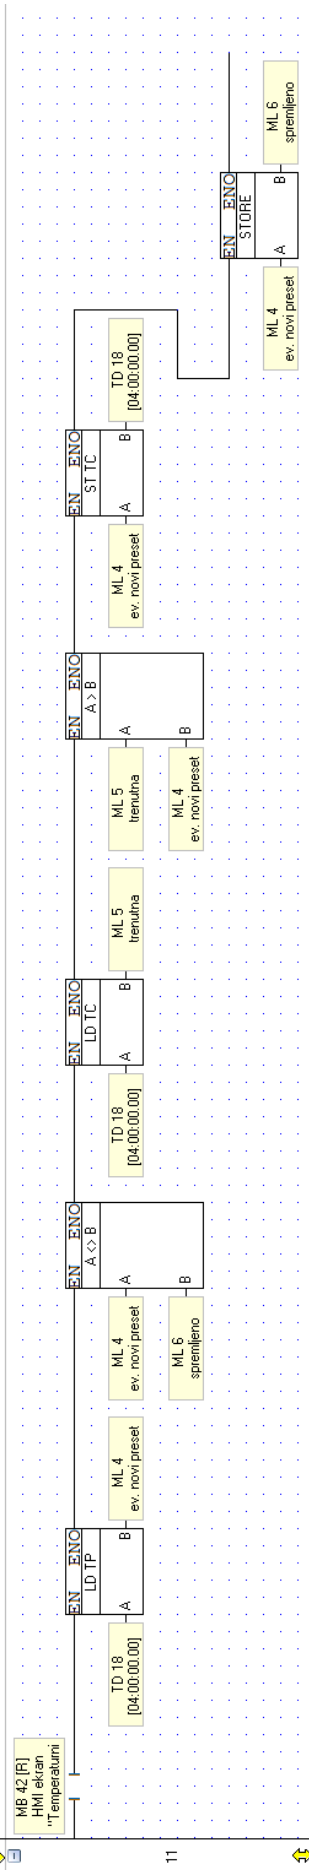 11
MB 42 [R]
HMI ekran
"Temperaturni
TD 18
[04:00:00.00]
EN ENO
LD TP
A
B
ML 4
ev. novi preset
ML 4
ev. novi preset
ML 6
spremljeno
EN ENO
A <> B
A
B
TD 18
[04:00:00.00]
EN ENO
LD TC
A
B
ML 5
trenutna
ML 5
trenutna
ML 4
ev. novi preset
EN ENO
A > B
A
B
ML 4
ev. novi preset
EN ENO
ST TC
A
B
TD 18
[04:00:00.00]
ML 4
ev. novi preset
EN ENO
STORE
A
B
ML 6
spremljeno